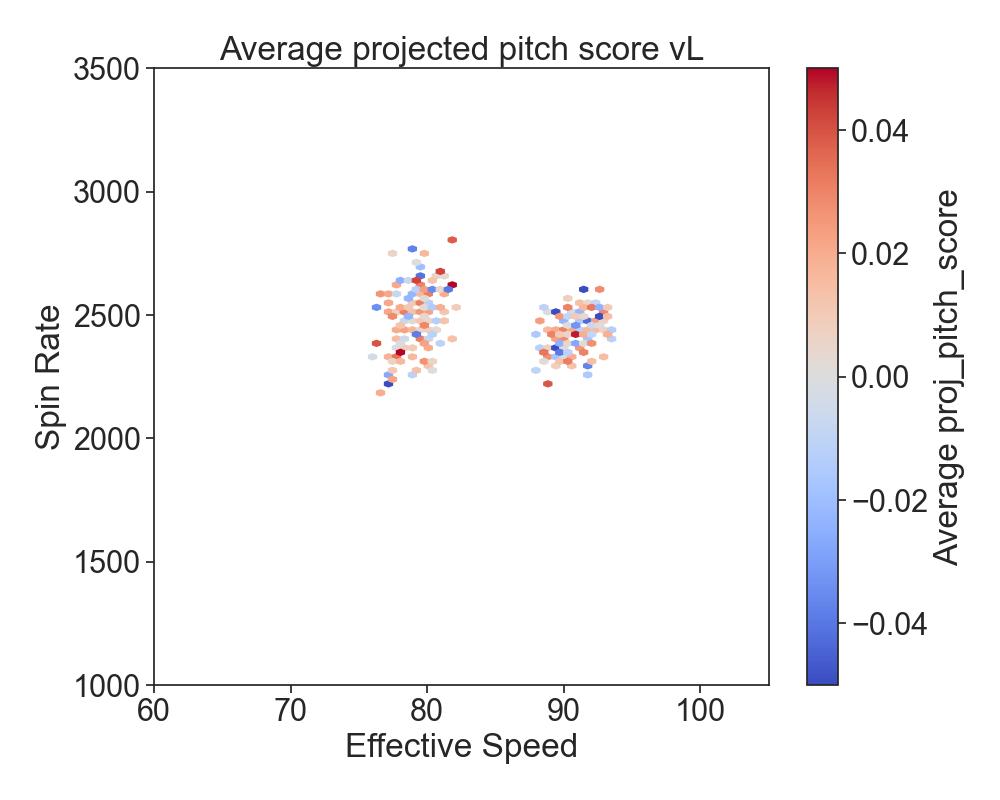 Average projected pitch score vL
3500
3000
2500
2000
1500
1000
Spin Rate
60 70 80 90 100
Effective Speed
0.04
0.02
0.00
−0.02
−0.04
Average proj_pitch_score